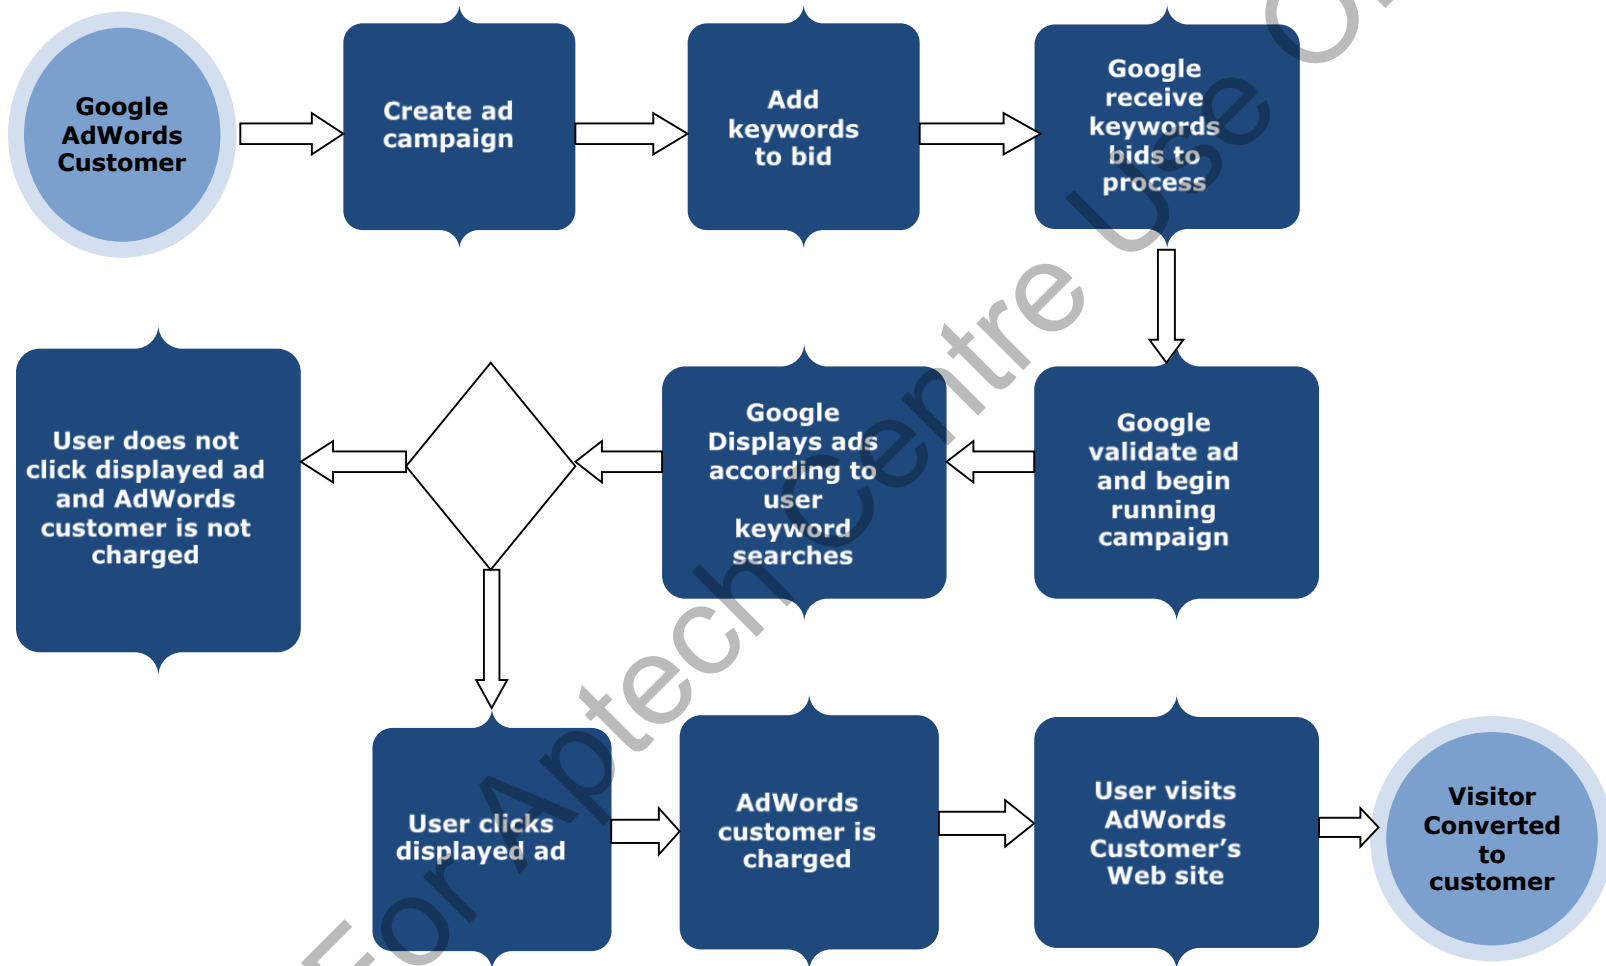 Google
AdWords
Customer
Create ad
campaign
Add
keywords
to bid
Google
receive
keywords
bids to
process
User does not
click displayed ad
and AdWords
customer is not
charged
Google
Displays ads
according to
user
keyword
searches
Google
validate ad
and begin
running
campaign
User clicks
displayed ad
AdWords
customer is
charged
User visits
AdWords
Customer’s
Web site
Visitor
Converted
to
customer
For Aptech Centre Use